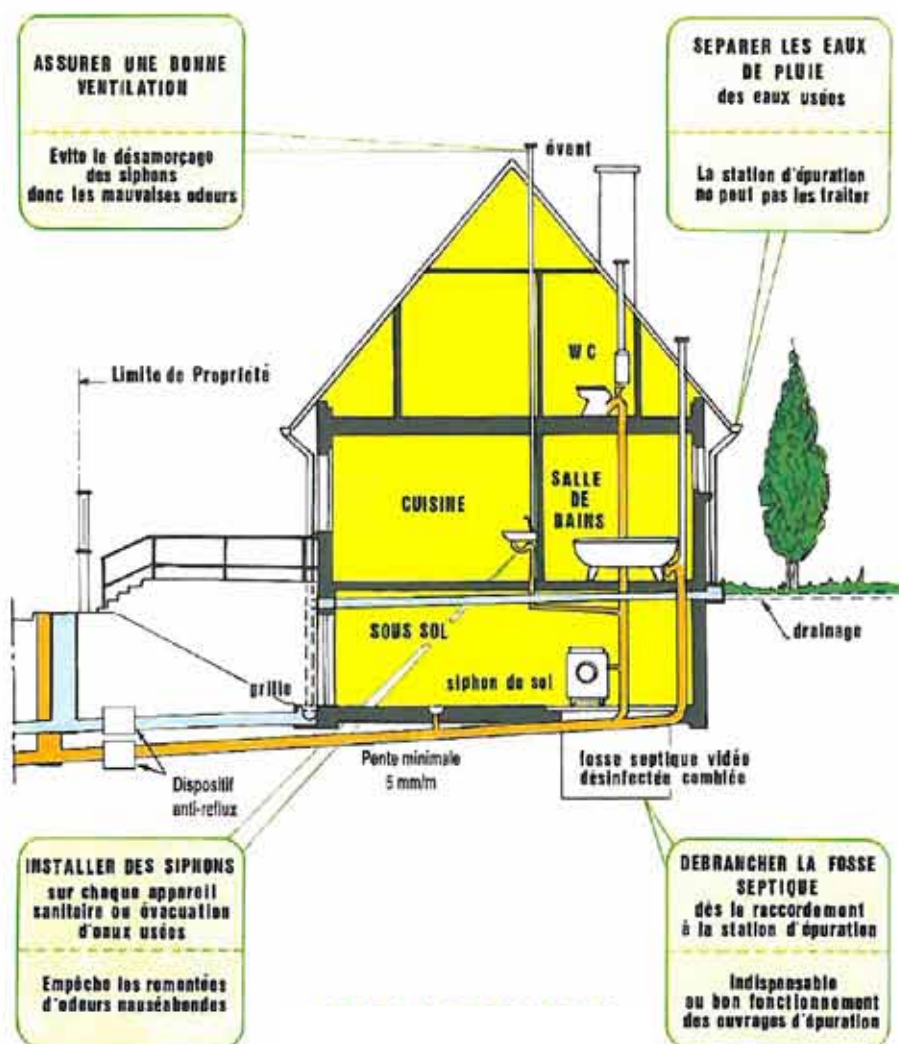 ASSURER UNE BONNE
VENTILATION
Evite le désamorçage
des siphons
donc les mauvaises odeurs
SEPARER LES EAUX
DE PLUIE
des eaux usées
La station d'épuration
ne peut pas les traiter
évent
Limite de Propriété
WC
CUISINE
SALLE
DE
BAINS
SOUS SOL
drainage
grille
siphon de sol
Pente minimale
5 mm/m
fosse septique vidée
désinfectée comblée
Dispositif
anti-reflux
INSTALLER DES SIPHONS
sur chaque appareil
sanitaire ou évacuation
d'eaux usées
Empêche les remontées
d'odeurs nauséabondes
DEBRANCHER LA FOSSE
SEPTIQUE
dès le raccordement
à la station d'épuration
Indispensable
au bon fonctionnement
des ouvrages d'épuration